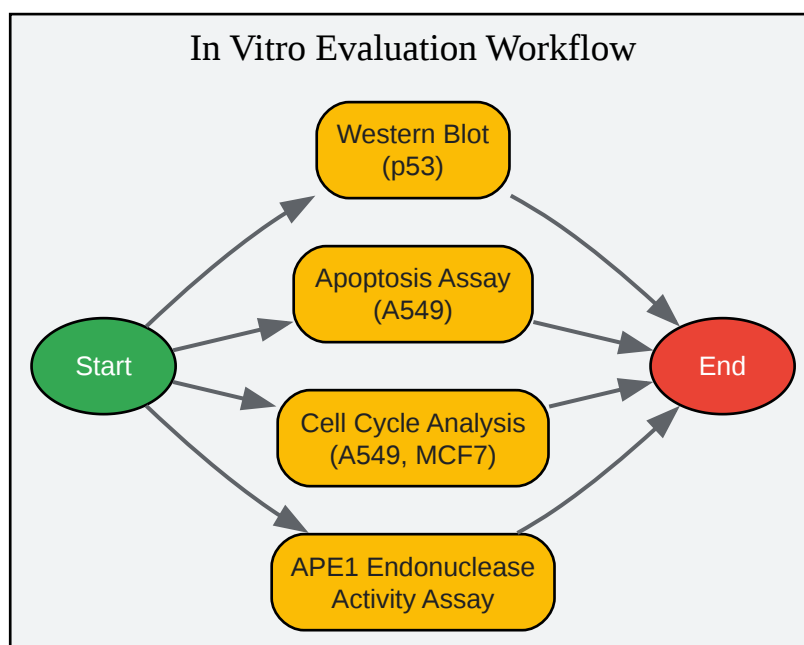 In Vitro Evaluation Workflow
Western Blot
(p53)
Apoptosis Assay
(A549)
Start
End
Cell Cycle Analysis
(A549, MCF7)
APE1 Endonuclease
Activity Assay